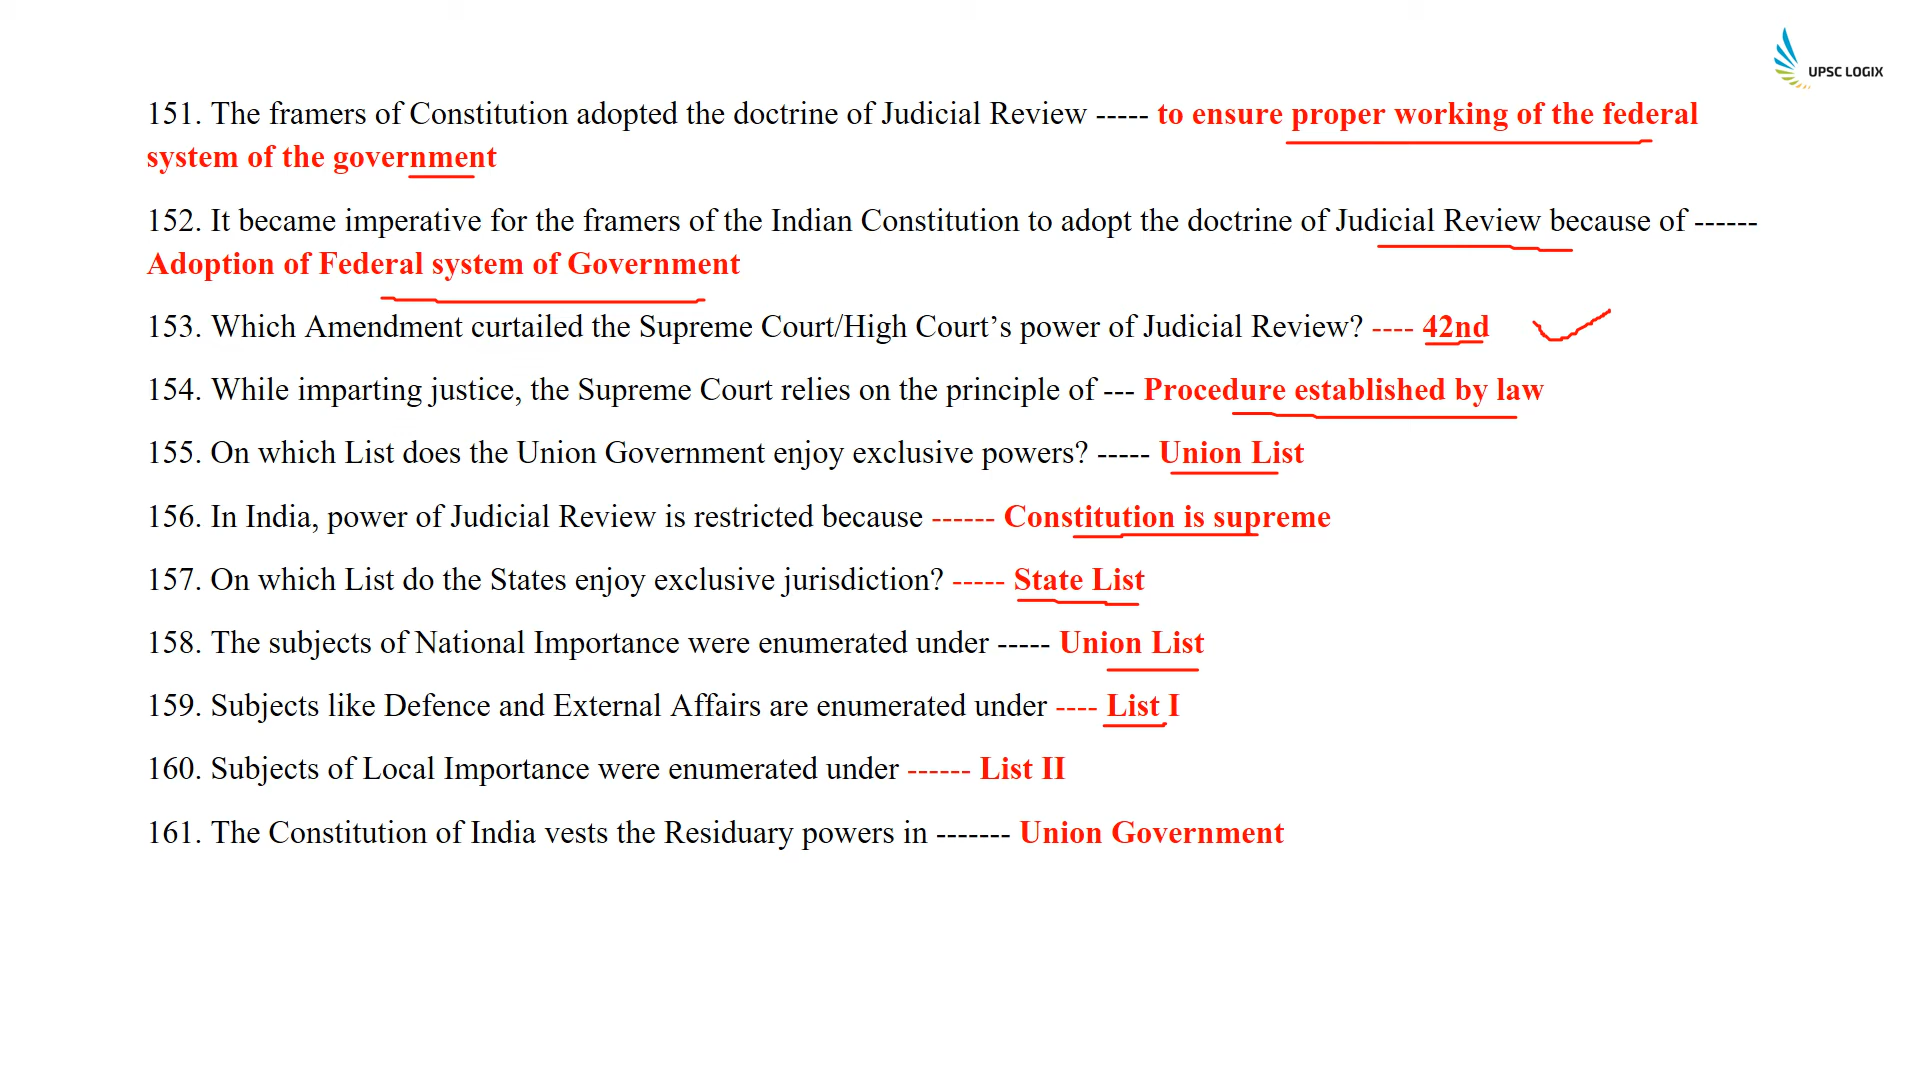 UPSC LOGIX
151. The framers of Constitution adopted the doctrine of Judicial Review ----- to ensure proper working of the federal
system of the government
152. It became imperative for the framers of the Indian Constitution to adopt the doctrine of Judicial Review because of ------
Adoption of Federal system of Government
153. Which Amendment curtailed the Supreme Court/High Court’s power of Judicial Review? ---- 42nd
154. While imparting justice, the Supreme Court relies on the principle of --- Procedure established by law
155. On which List does the Union Government enjoy exclusive powers? ----- Union List
156. In India, power of Judicial Review is restricted because ------ Constitution is supreme
157. On which List do the States enjoy exclusive jurisdiction? ----- State List
158. The subjects of National Importance were enumerated under ----- Union List
159. Subjects like Defence and External Affairs are enumerated under ---- List I
160. Subjects of Local Importance were enumerated under ------ List II
161. The Constitution of India vests the Residuary powers in ------- Union Government